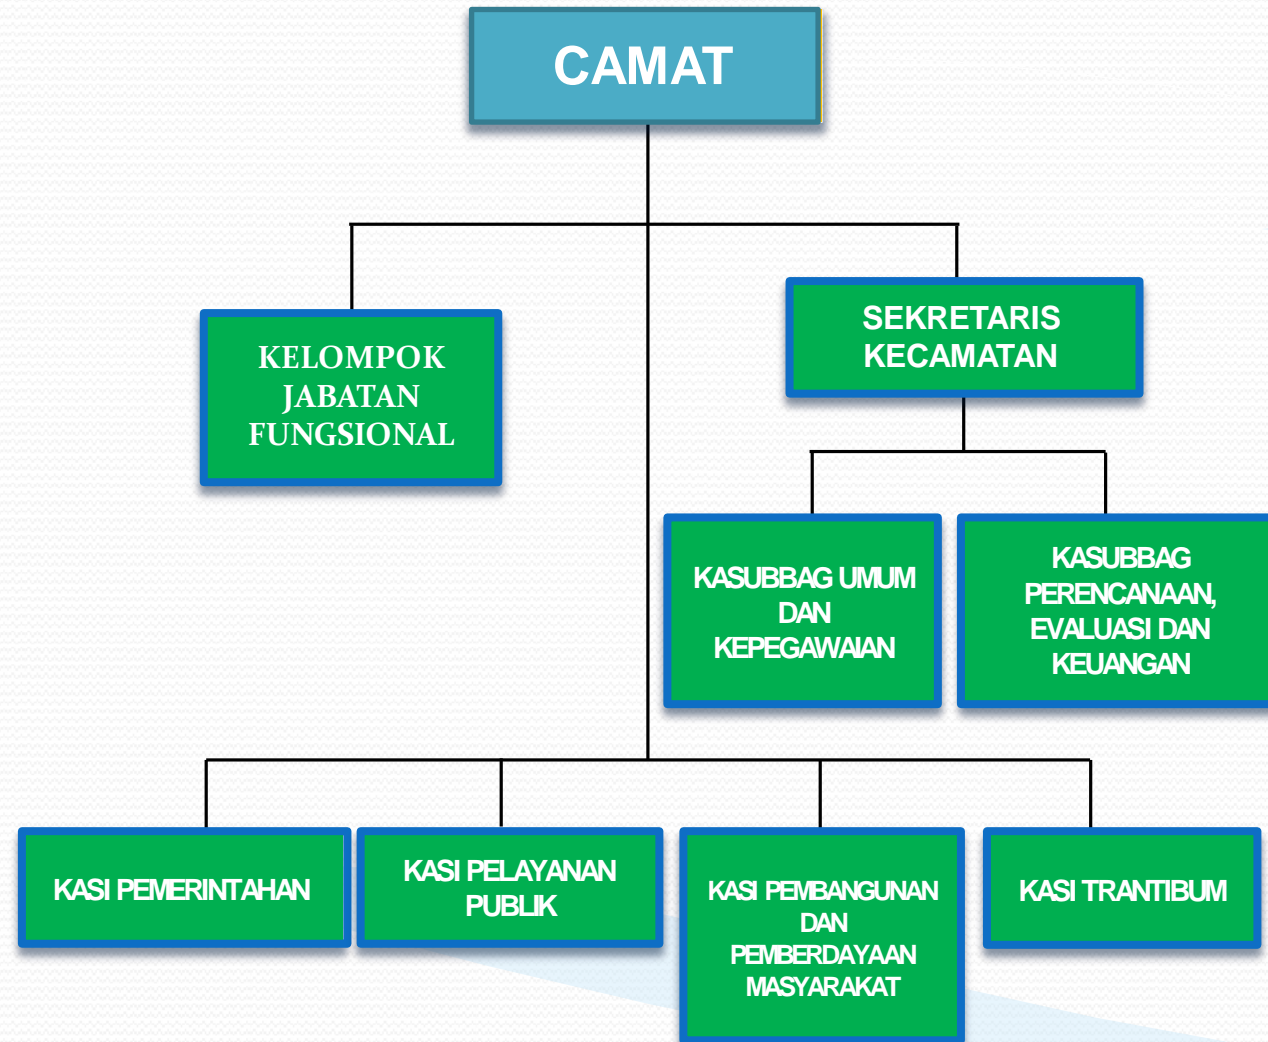 CAMAT
KELOMPOK
JABATAN
FUNGSIONAL
SEKRETARIS
KECAMATAN
KASUBBAG UMUM
DAN
KEPEGAWAIAN
KASUBBAG
PERENCANAAN,
EVALUASI DAN
KEUANGAN
KASI PEMERINTAHAN
KASI PELAYANAN
PUBLIK
KASI PEMBANGUNAN
DAN
PEMBERDAYAAN
MASYARAKAT
KASI TRANTIBUM